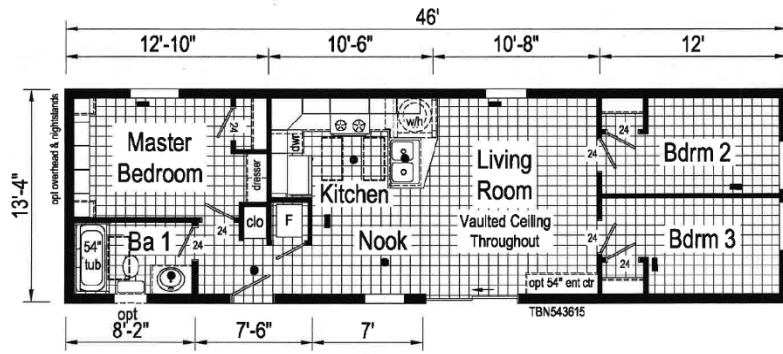 46'
12'-10"
10'-6"
10'-8"
12'
13'-4"
opt overhead & nightstands
Master
Bedroom
24
dresser
dwr
w/h
Kitchen
Living
Room
Vaulted Ceiling
Throughout
24
24
Bdrm 2
Ba 1
54"
tub
24
24
clo
F
Nook
24
24
Bdrm 3
opt 54" ent ctr
opt
TBN543615
8'-2"
7'-6"
7'